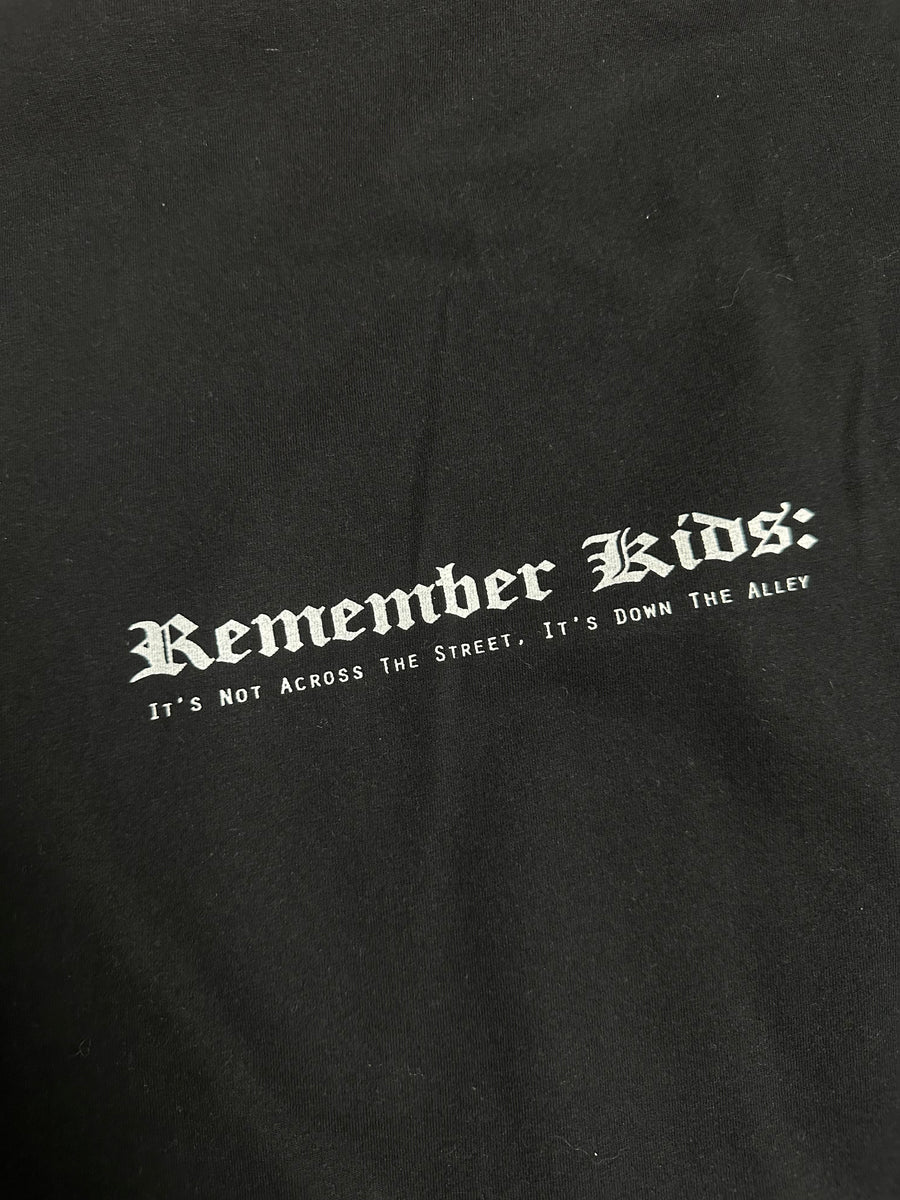 Remember Kids:
It's Not Across The Street, It's Down The Alley